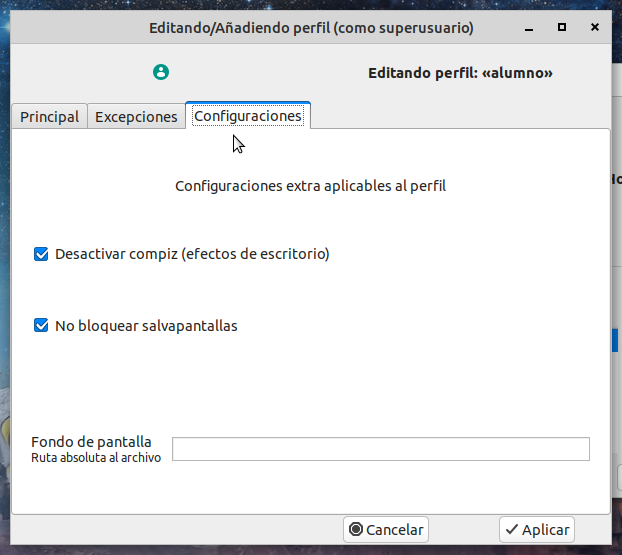 Editando/Añadiendo perfil (como superusuario)
Editando perfil: «alumno»
Principal Excepciones Configuraciones
Configuraciones extra aplicables al perfil
Desactivar compiz (efectos de escritorio)
No bloquear salvapantallas
Fondo de pantalla
Ruta absoluta al archivo
Cancelar Aplicar